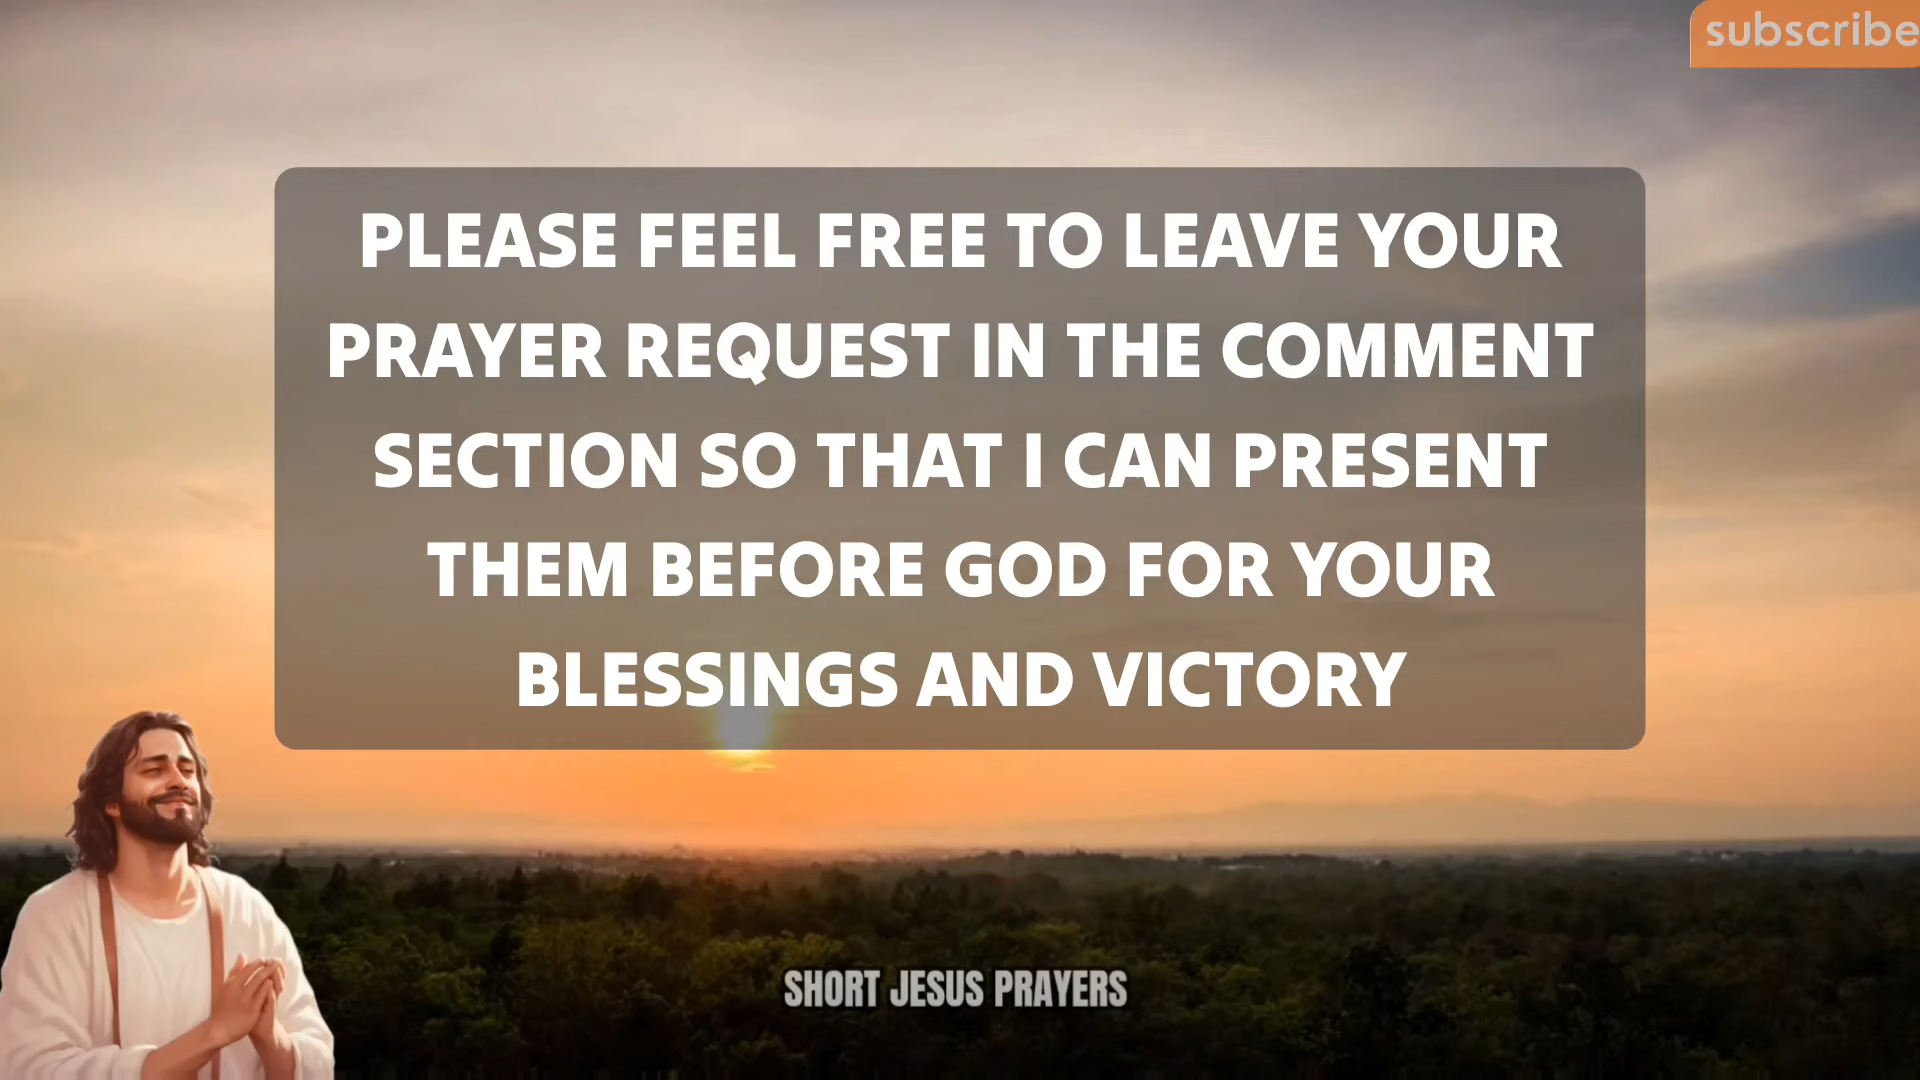 subscribe
PLEASE FEEL FREE TO LEAVE YOUR
PRAYER REQUEST IN THE COMMENT
SECTION SO THAT I CAN PRESENT
THEM BEFORE GOD FOR YOUR
BLESSINGS AND VICTORY
SHORT JESUS PRAYERS